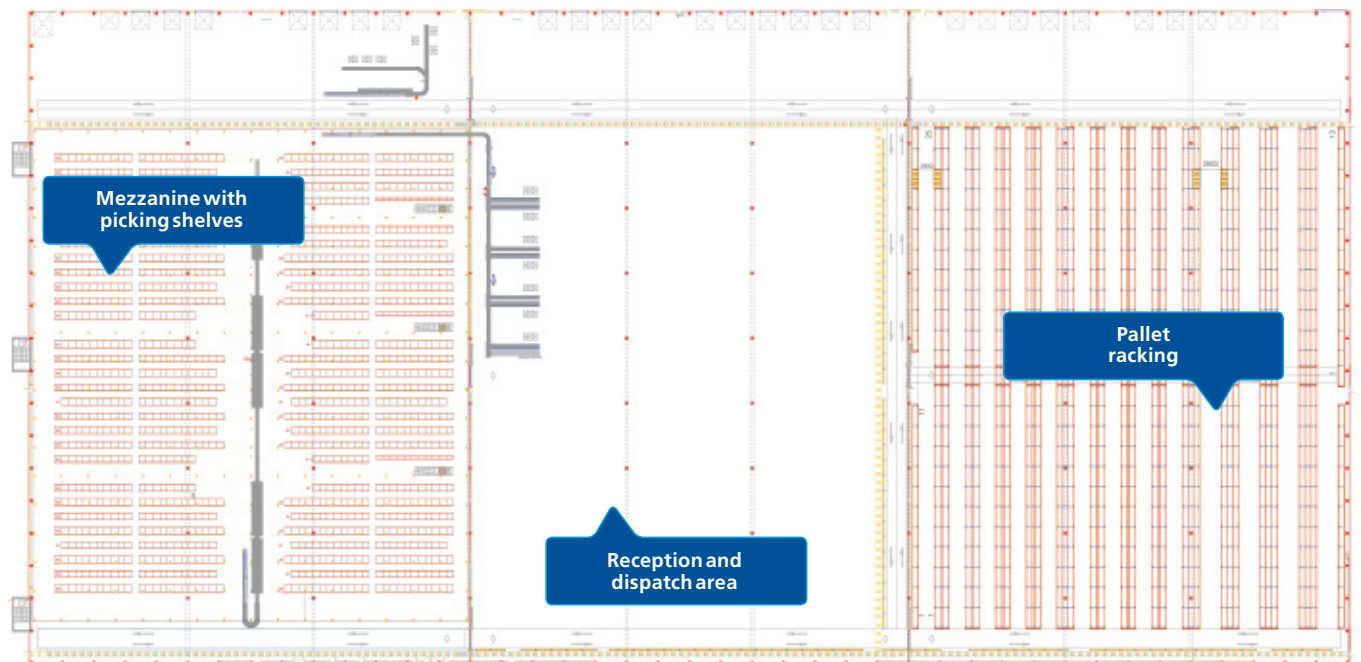 Mezzanine with
picking shelves
Pallet
racking
Reception and
dispatch area